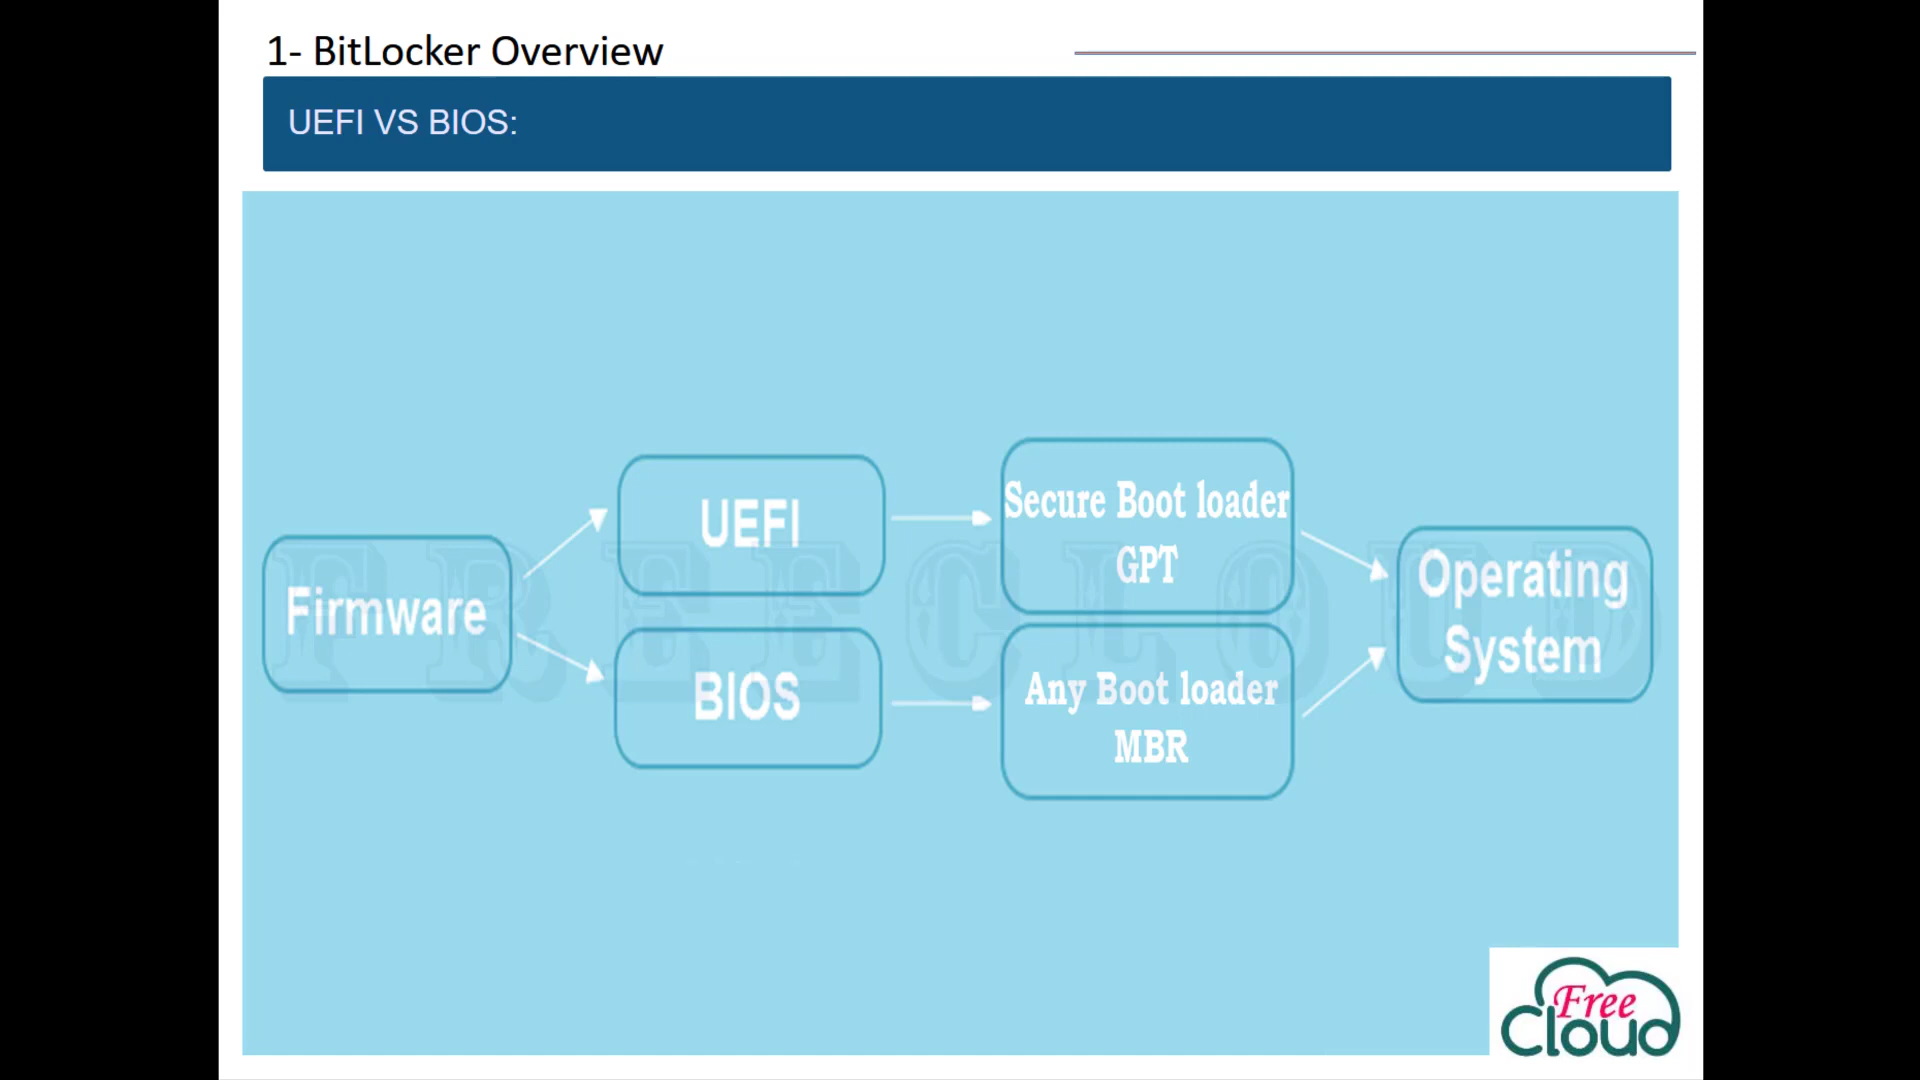 1- BitLocker Overview
UEFI VS BIOS:
Firmware
UEFI
BIOS
Secure Boot loader
GPT
Any Boot loader
MBR
Operating
System
FREECLOUD
Free
Cloud